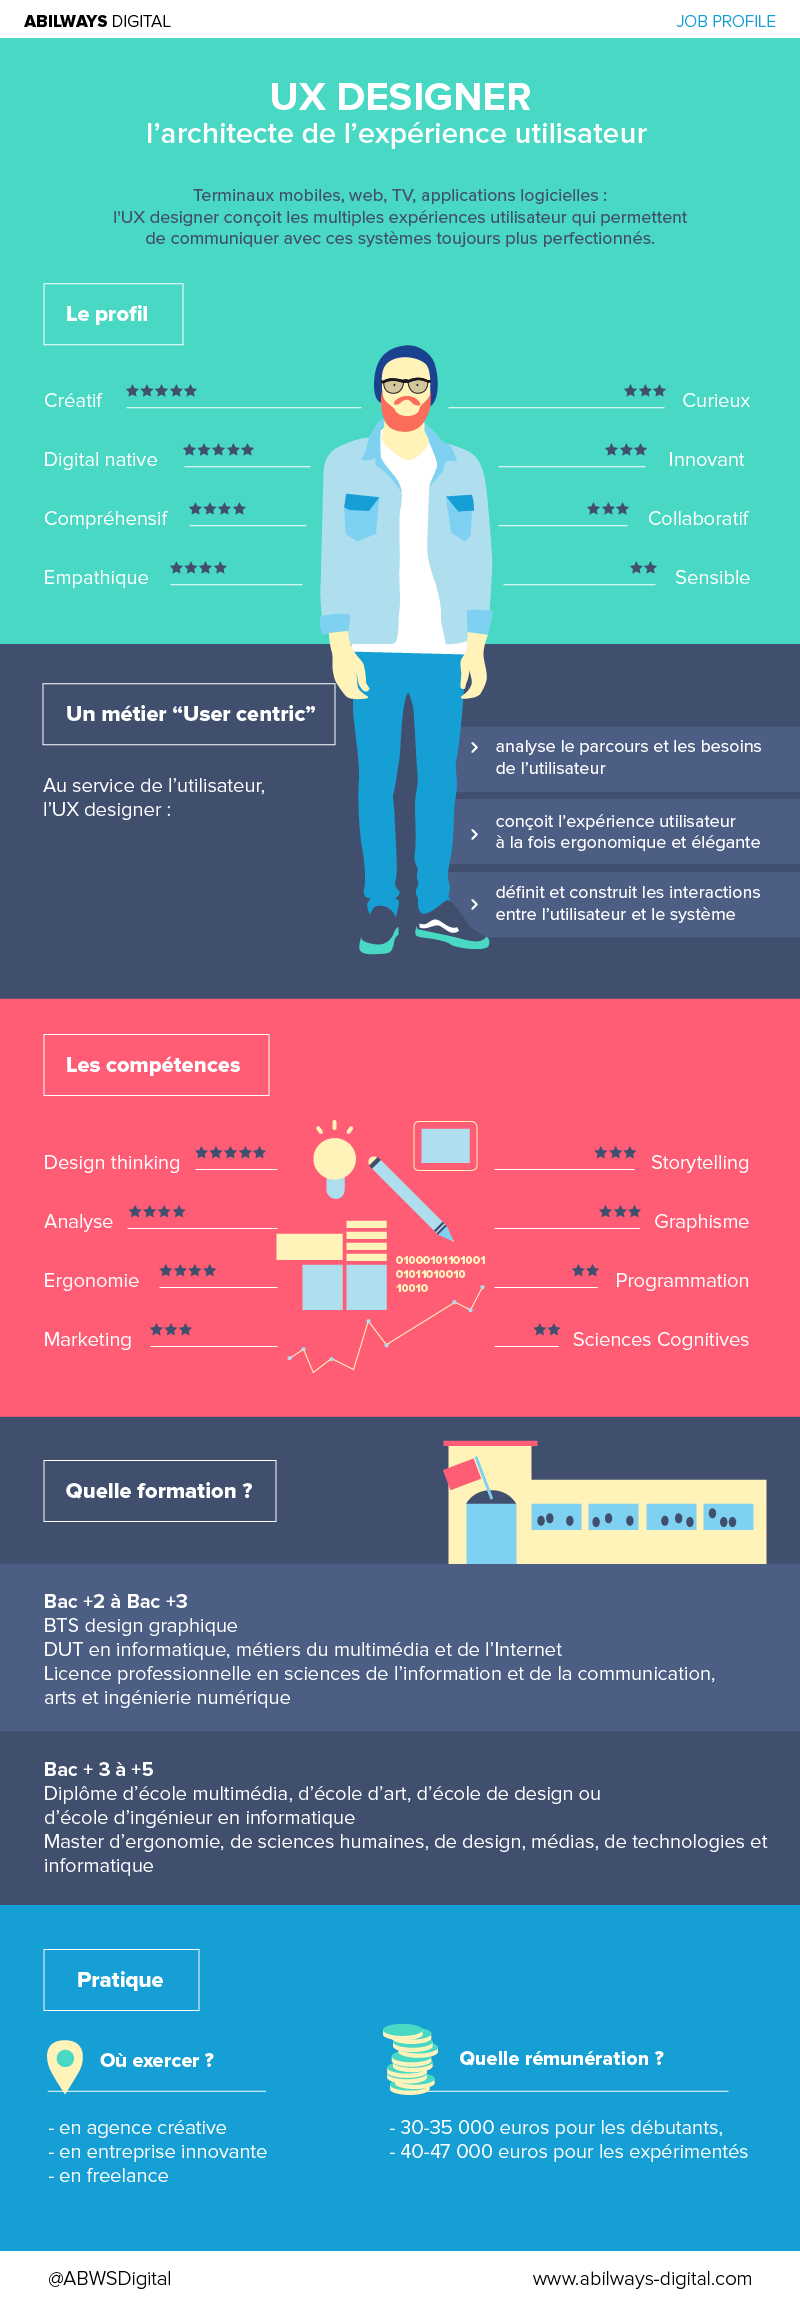 ABILWAYS DIGITAL
JOB PROFILE
UX DESIGNER
l’architecte de l’expérience utilisateur
Terminaux mobiles, web, TV, applications logicielles :
l'UX designer conçoit les multiples expériences utilisateur qui permettent
de communiquer avec ces systèmes toujours plus perfectionnés.
Le profil
Créatif
Digital native
Compréhensif
Empathique
Curieux
Innovant
Collaboratif
Sensible
Un métier “User centric”
Au service de l’utilisateur,
l’UX designer :
analyse le parcours et les besoins
de l’utilisateur
conçoit l’expérience utilisateur
à la fois ergonomique et élégante
définit et construit les interactions
entre l’utilisateur et le système
Les compétences
Design thinking
Analyse
Ergonomie
Marketing
01000101101001
01011010010
10010
Storytelling
Graphisme
Programmation
Sciences Cognitives
Quelle formation ?
Bac +2 à Bac +3
BTS design graphique
DUT en informatique, métiers du multimédia et de l’Internet
Licence professionnelle en sciences de l’information et de la communication,
arts et ingénierie numérique
Bac + 3 à +5
Diplôme d’école multimédia, d’école d’art, d’école de design ou
d’école d’ingénieur en informatique
Master d’ergonomie, de sciences humaines, de design, médias, de technologies et
informatique
Pratique
Où exercer ?
- en agence créative
- en entreprise innovante
- en freelance
Quelle rémunération ?
- 30-35 000 euros pour les débutants,
- 40-47 000 euros pour les expérimentés
@ABWSDigital
www.abilways-digital.com